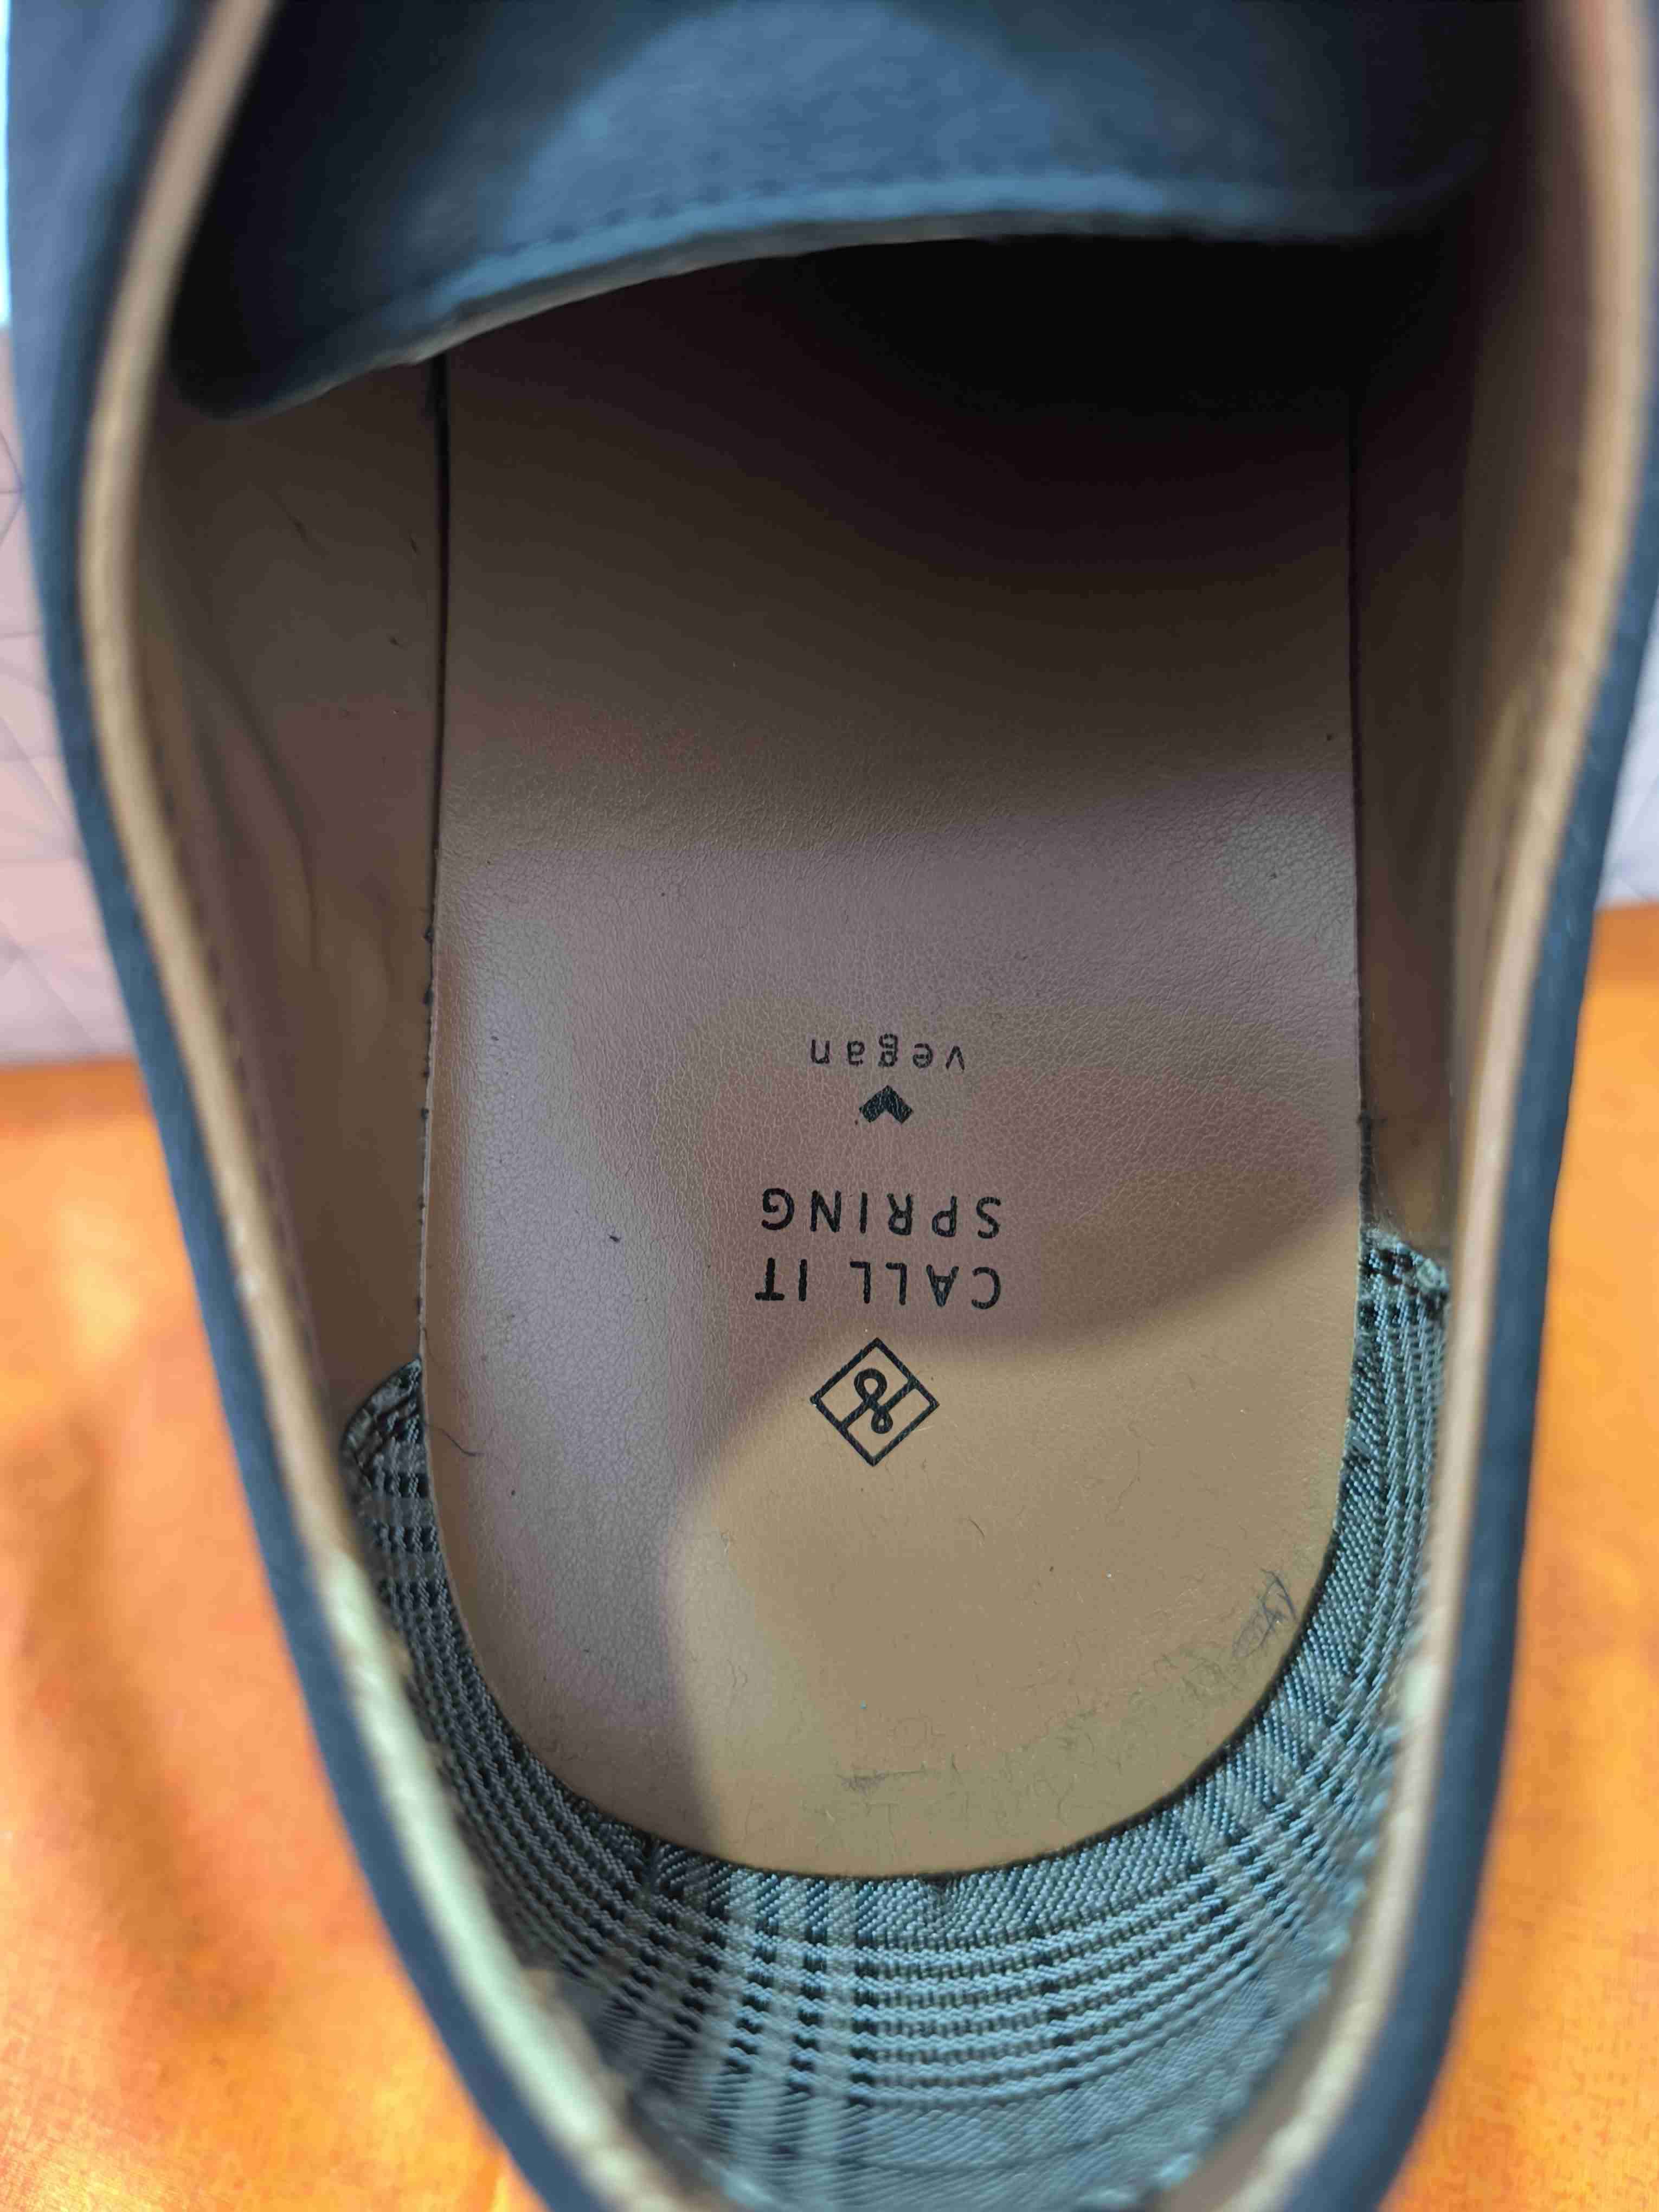 CALL IT
SPRING
vegan